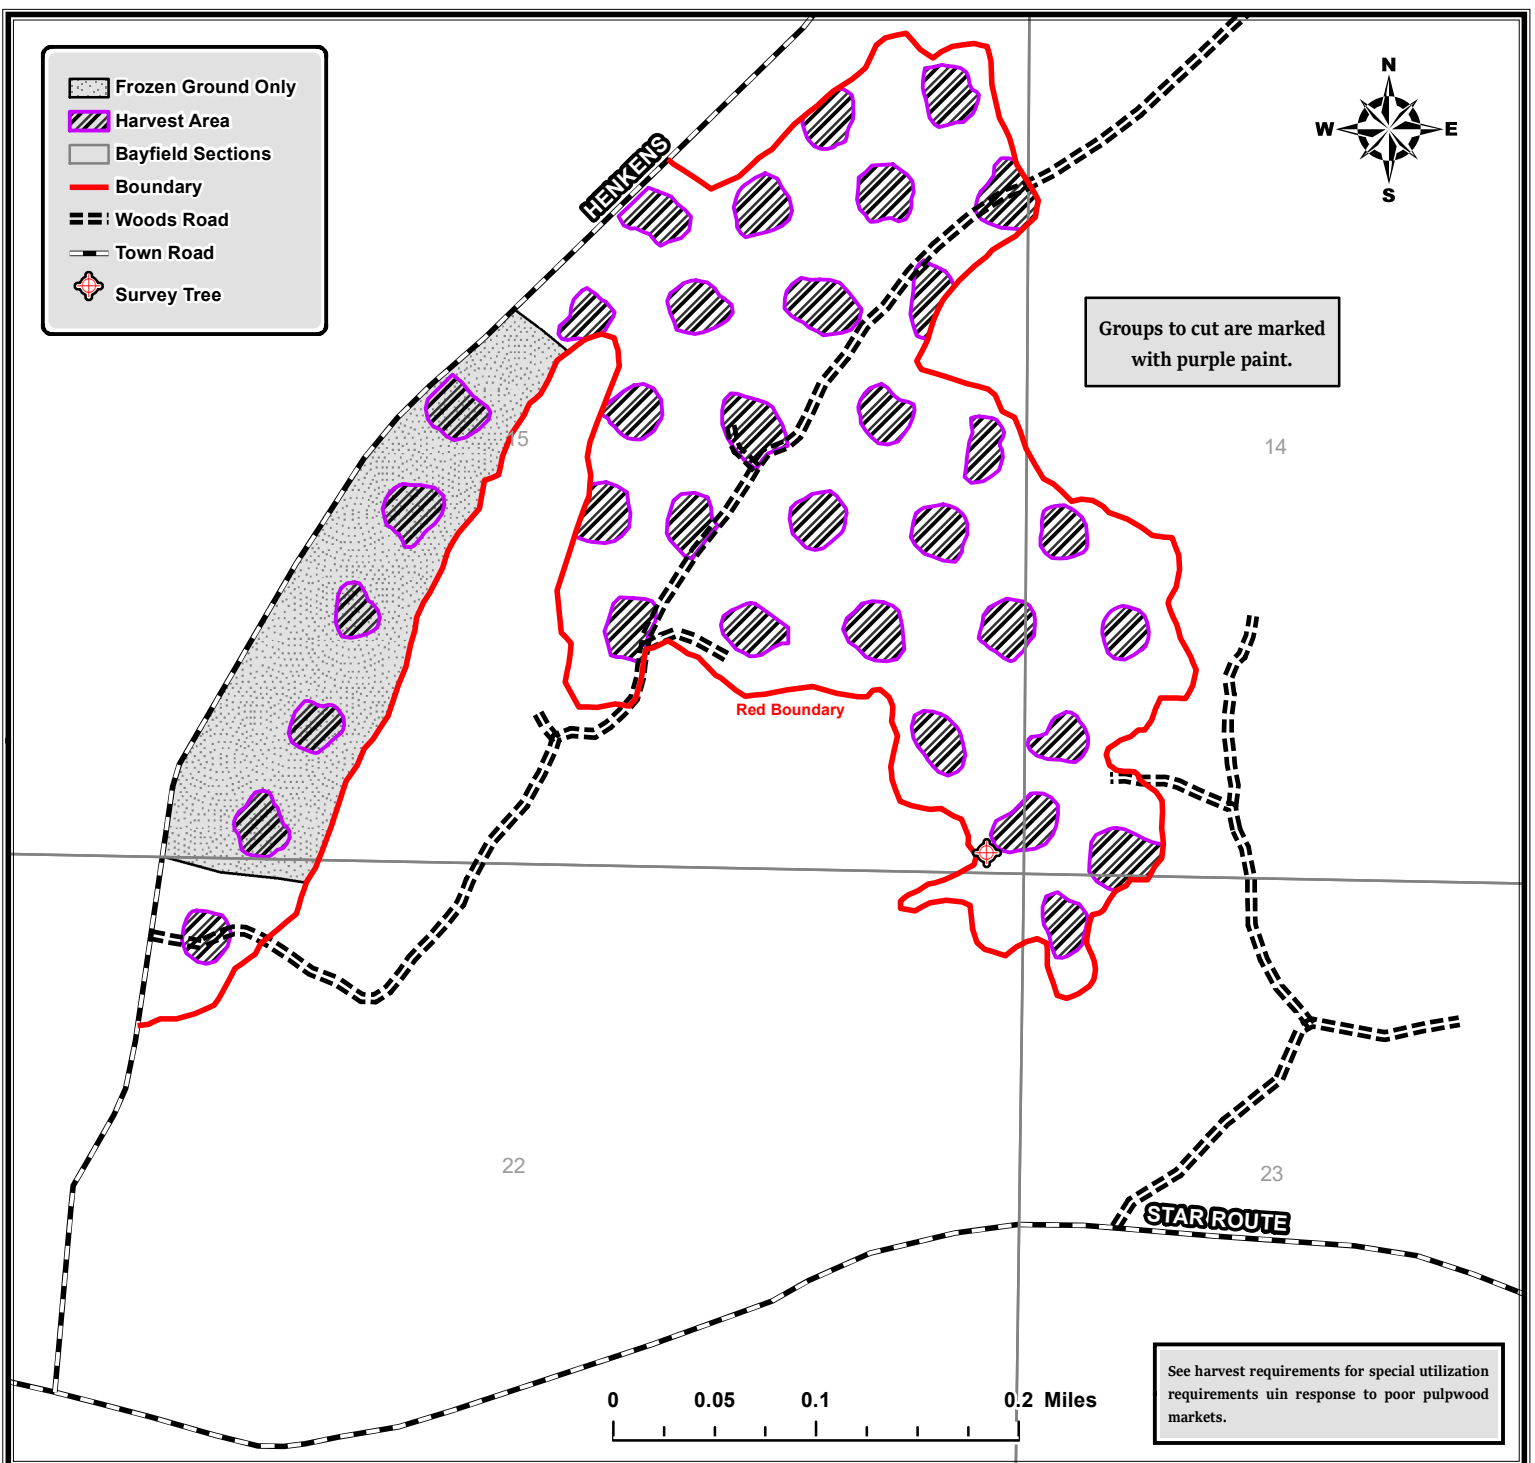 Frozen Ground Only
Harvest Area
Bayfield Sections
Boundary
Woods Road
Town Road
Survey Tree
HENKENS
N
W E
S
Groups to cut are marked
with purple paint.
15
14
Red Boundary
22
23
STAR ROUTE
0 0.05 0.1 0.2 Miles
See harvest requirements for special utilization
requirements uin response to poor pulpwood
markets.